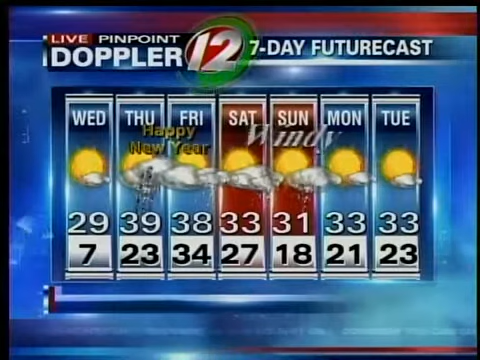 LIVE PINPOINT
DOPPLER 12 7-DAY FUTURECAST
WED THU FRI SAT SUN MON TUE
Happy Windy
New Year
29 39 38 33 31 33 33
7 23 34 27 18 21 23